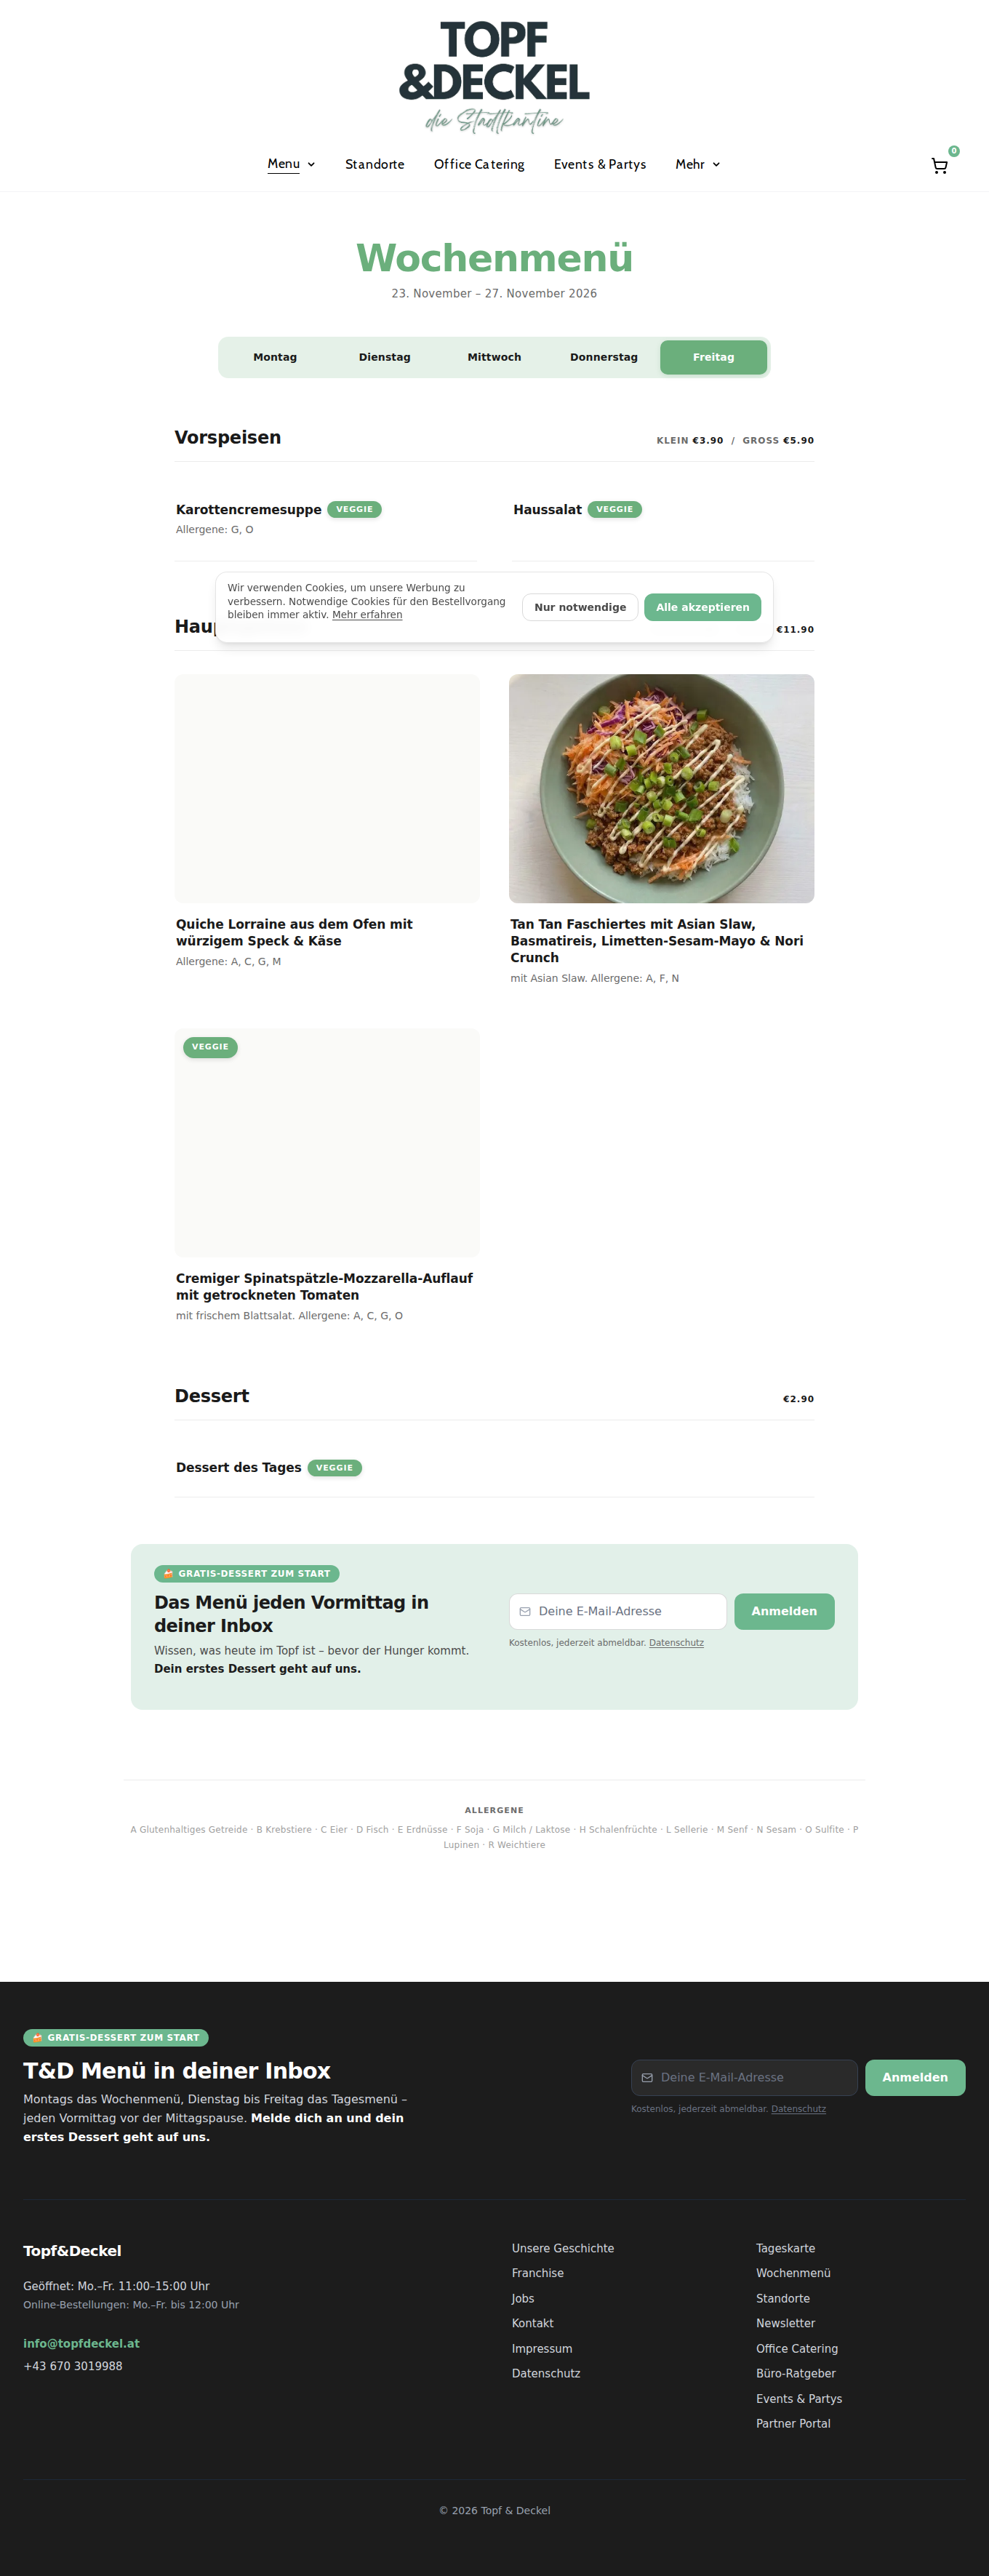 TOPF
&DECKEL
die Stadtkantine
Menu
Standorte
Office Catering
Events & Partys
Mehr
0
Wochenmenü
23. November – 27. November 2026
Montag
Dienstag
Mittwoch
Donnerstag
Freitag
Vorspeisen
KLEIN €3.90 / GROSS €5.90
Karottencremesuppe VEGGIE
Allergene: G, O
Haussalat VEGGIE
Wir verwenden Cookies, um unsere Werbung zu
verbessern. Notwendige Cookies für den Bestellvorgang
bleiben immer aktiv. Mehr erfahren
Nur notwendige
Alle akzeptieren
€11.90
Quiche Lorraine aus dem Ofen mit
würzigem Speck & Käse
Allergene: A, C, G, M
Tan Tan Faschiertes mit Asian Slaw,
Basmatireis, Limetten-Sesam-Mayo & Nori
Crunch
mit Asian Slaw. Allergene: A, F, N
VEGGIE
Cremiger Spinatspätzle-Mozzarella-Auflauf
mit getrockneten Tomaten
mit frischem Blattsalat. Allergene: A, C, G, O
Dessert
€2.90
Dessert des Tages VEGGIE
GRATIS-DESSERT ZUM START
Das Menü jeden Vormittag in
deiner Inbox
Wissen, was heute im Topf ist – bevor der Hunger kommt.
Dein erstes Dessert geht auf uns.
Deine E-Mail-Adresse
Anmelden
Kostenlos, jederzeit abmeldbar. Datenschutz
ALLERGENE
A Glutenhaltiges Getreide · B Krebstiere · C Eier · D Fisch · E Erdnüsse · F Soja · G Milch / Laktose · H Schalenfrüchte · L Sellerie · M Senf · N Sesam · O Sulfite · P
Lupinen · R Weichtiere
GRATIS-DESSERT ZUM START
T&D Menü in deiner Inbox
Montags das Wochenmenü, Dienstag bis Freitag das Tagesmenü –
jeden Vormittag vor der Mittagspause. Melde dich an und dein
erstes Dessert geht auf uns.
Deine E-Mail-Adresse
Anmelden
Kostenlos, jederzeit abmeldbar. Datenschutz
Topf&Deckel
Geöffnet: Mo.–Fr. 11:00–15:00 Uhr
Online-Bestellungen: Mo.–Fr. bis 12:00 Uhr
info@topfdeckel.at
+43 670 3019988
Unsere Geschichte
Franchise
Jobs
Kontakt
Impressum
Datenschutz
Tageskarte
Wochenmenü
Standorte
Newsletter
Office Catering
Büro-Ratgeber
Events & Partys
Partner Portal
© 2026 Topf & Deckel